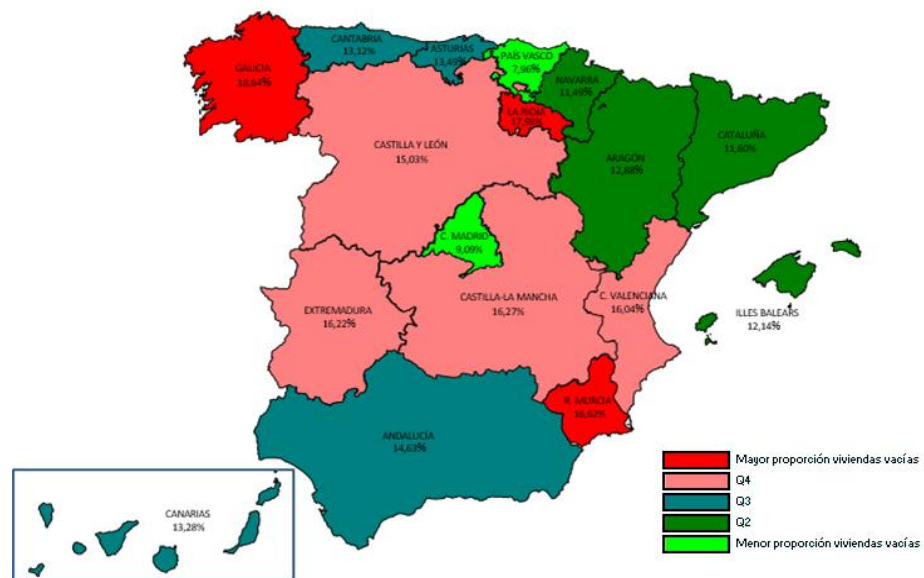 CANTABRIA
13,12%
ASTURIAS
13,49%
PAÍS VASCO
7,96%
GALICIA
18,64%
NAVARRA
11,49%
LA RIOJA
17,98%
CATALUÑA
11,60%
CASTILLA Y LEÓN
15,03%
ARAGÓN
12,88%
C. MADRID
9,09%
EXTREMADURA
16,22%
CASTILLA-LA MANCHA
16,27%
C. VALENCIANA
16,04%
ILLES BALEARS
12,14%
R. MURCIA
16,62%
ANDALUCÍA
14,63%
CANARIAS
13,28%
Mayor proporción viviendas vacías
Q4
Q3
Q2
Menor proporción viviendas vacías